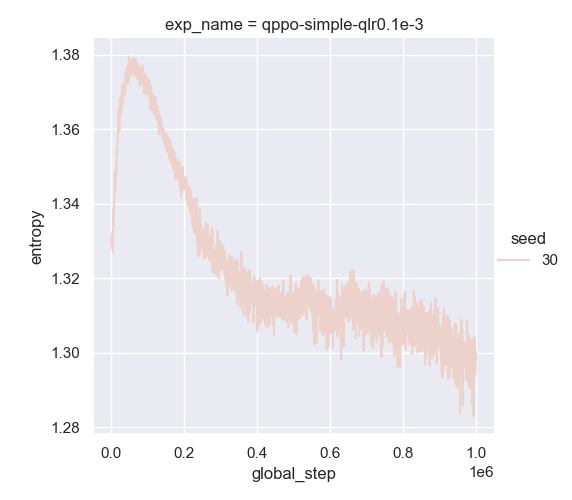 exp_name = qppo-simple-qlr0.1e-3
1.38
1.36
1.34
1.32
1.30
1.28
entropy
0.0 0.2 0.4 0.6 0.8 1.0
1e6
global_step
seed
30